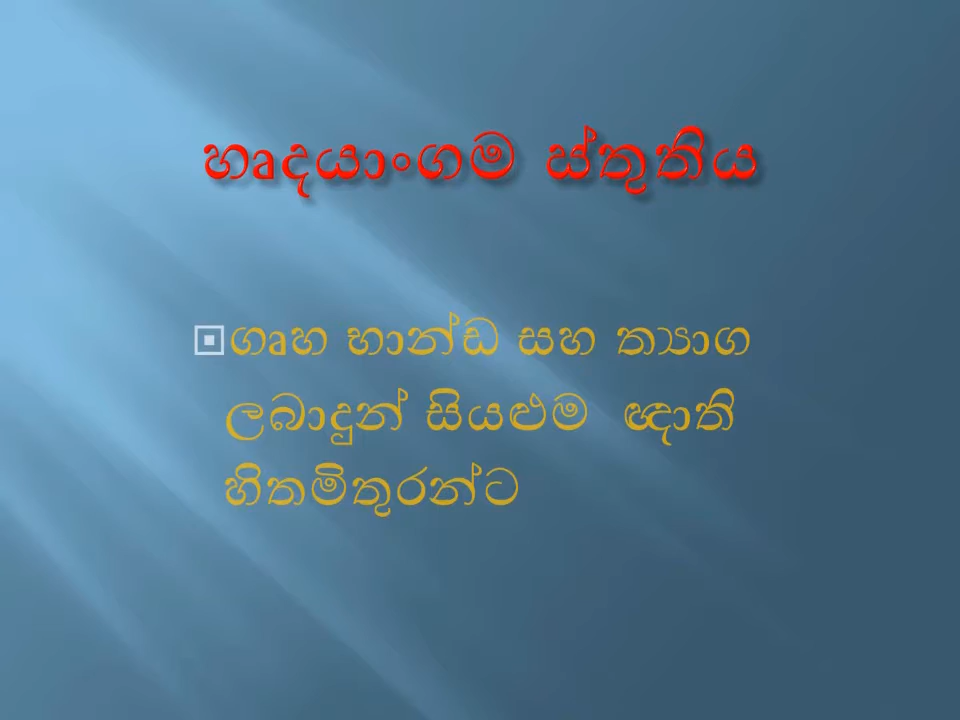 හෘදයාංගම ස්තුතිය
ගෘහ භාන්ඩ සහ ත්‍යාග
ලබාදුන් සියළුම ඥාති
හිතමිතුරන්ට